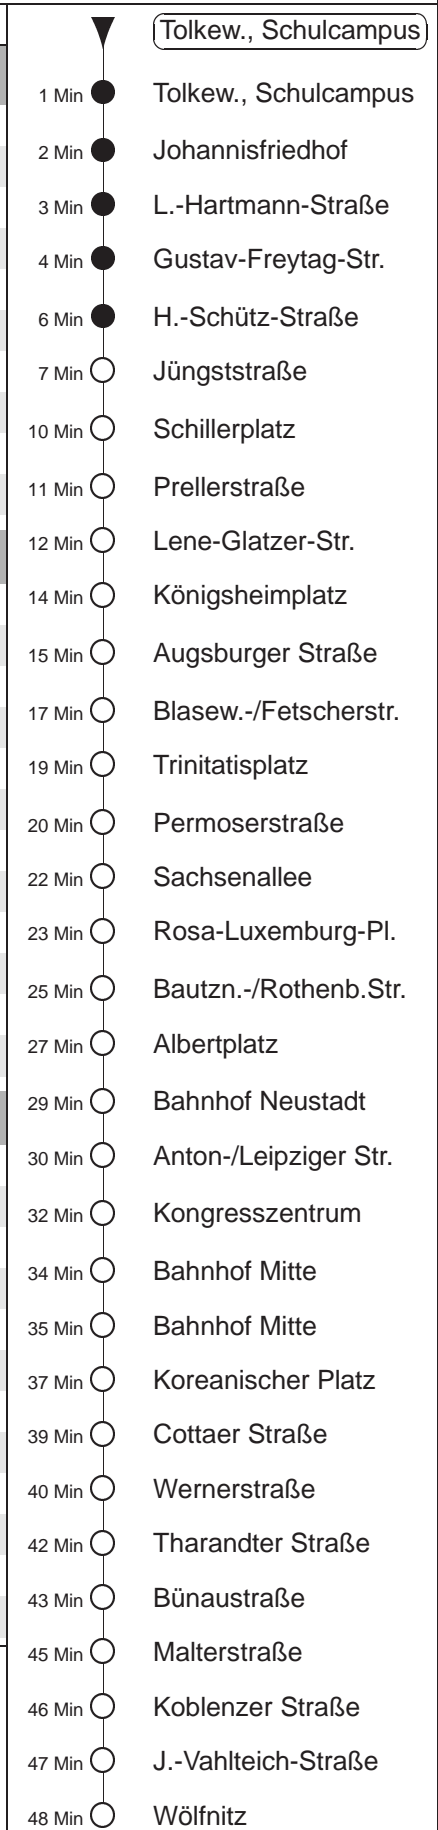 Tolkew., Schulcampus
1 Min Tolkew., Schulcampus
2 Min Johannisfriedhof
3 Min L.-Hartmann-Straße
4 Min Gustav-Freytag-Str.
6 Min H.-Schütz-Straße
7 Min Jüngststraße
10 Min Schillerplatz
11 Min Prellerstraße
12 Min Lene-Glatzer-Str.
14 Min Königsheimplatz
15 Min Augsburger Straße
17 Min Blasew.-/Fetscherstr.
19 Min Trinitatisplatz
20 Min Permoserstraße
22 Min Sachsenallee
23 Min Rosa-Luxemburg-Pl.
25 Min Bautzn.-/Rothenb.Str.
27 Min Albertplatz
29 Min Bahnhof Neustadt
30 Min Anton-/Leipziger Str.
32 Min Kongresszentrum
34 Min Bahnhof Mitte
35 Min Bahnhof Mitte
37 Min Koreanischer Platz
39 Min Cottaer Straße
40 Min Wernerstraße
42 Min Tharandter Straße
43 Min Bünaustraße
45 Min Malterstraße
46 Min Koblenzer Straße
47 Min J.-Vahlteich-Straße
48 Min Wölfnitz